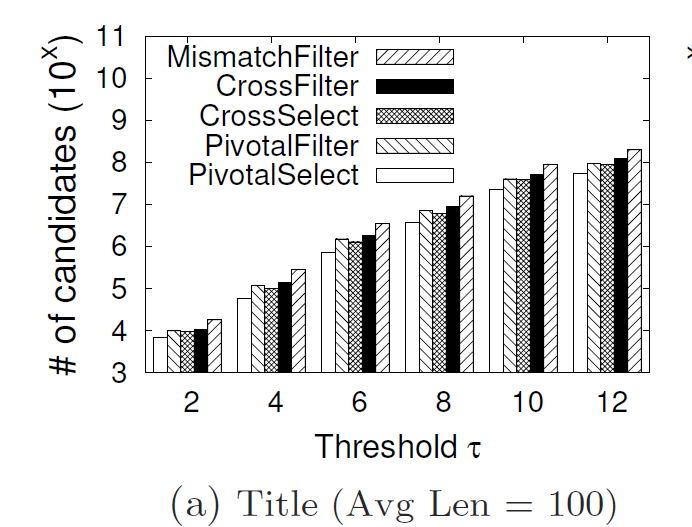 # of candidates (10^x)
11
10
9
8
7
6
5
4
3
MismatchFilter
CrossFilter
CrossSelect
PivotalFilter
PivotalSelect
2 4 6 8 10 12
Threshold τ
(a) Title (Avg Len = 100)